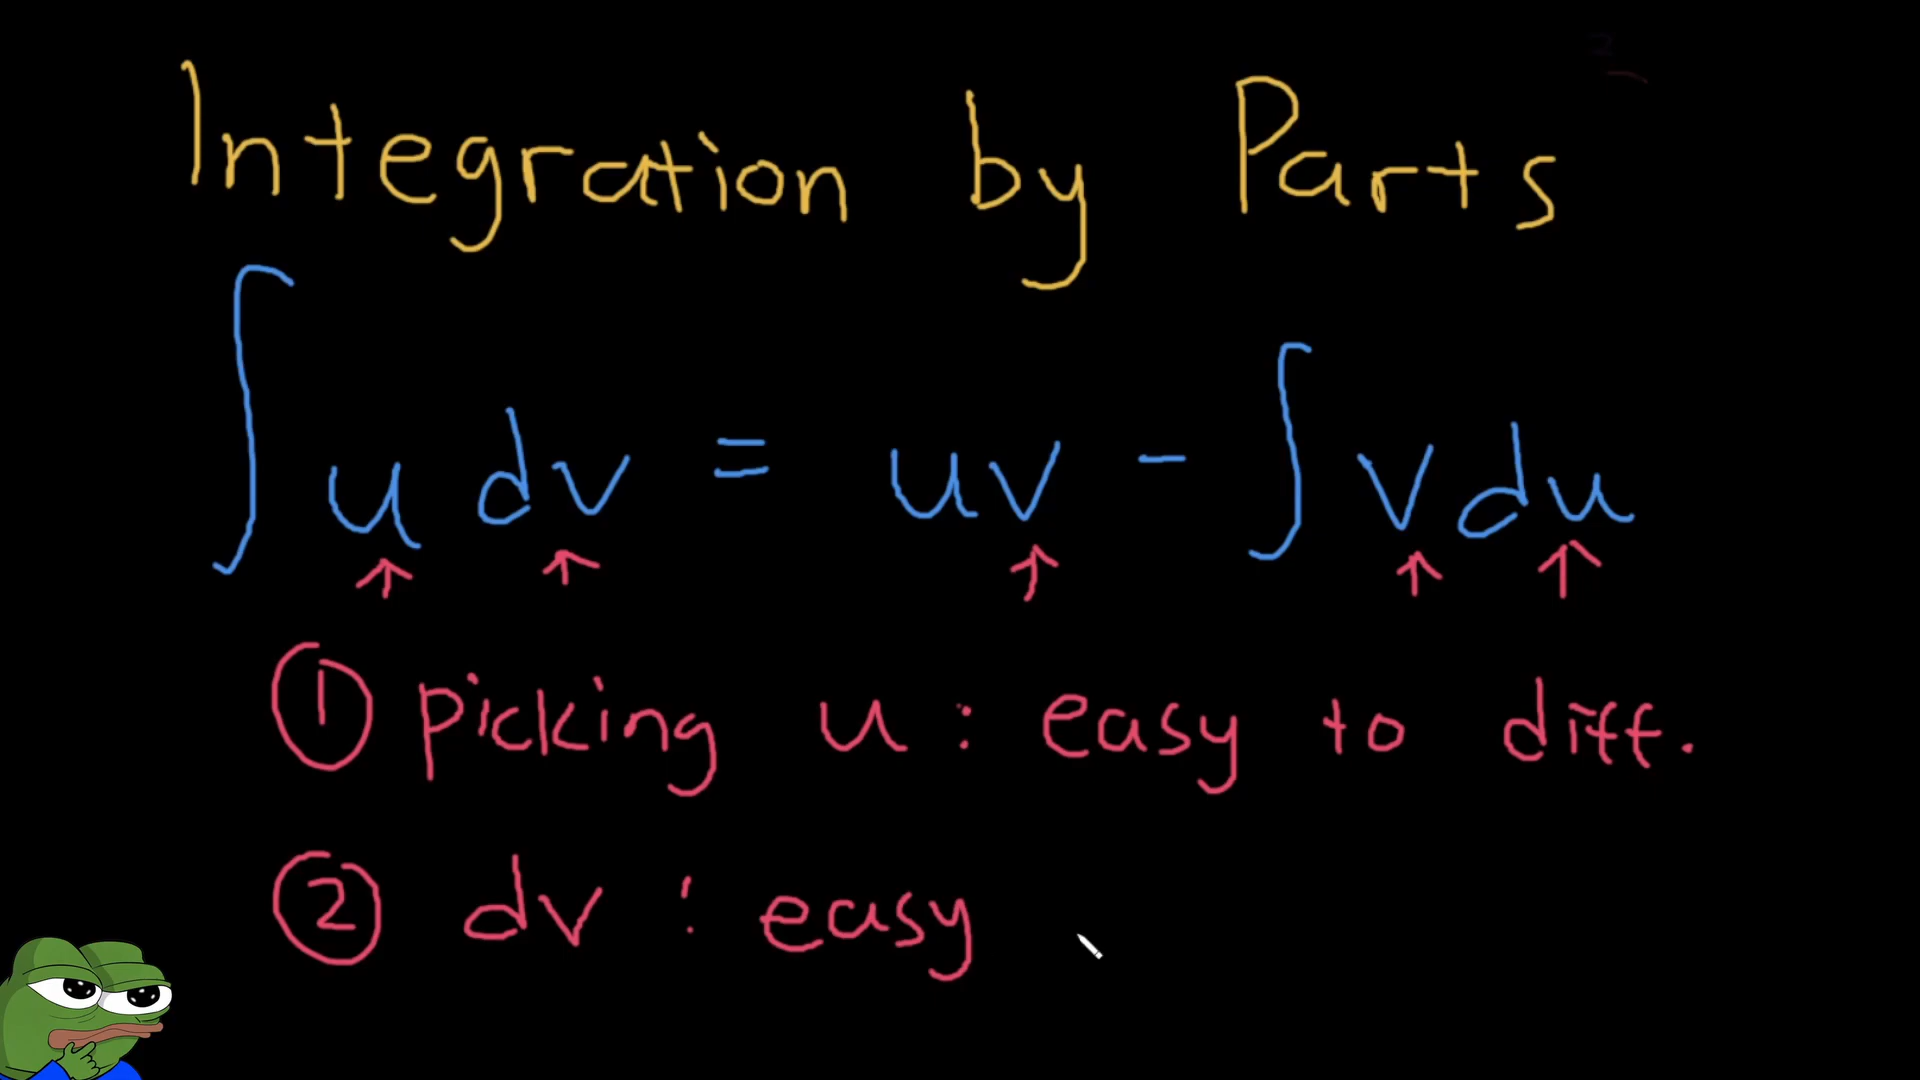 Integration by Parts
∫ u dv = uv - ∫ v du
① picking u : easy to diff.
② dv : easy